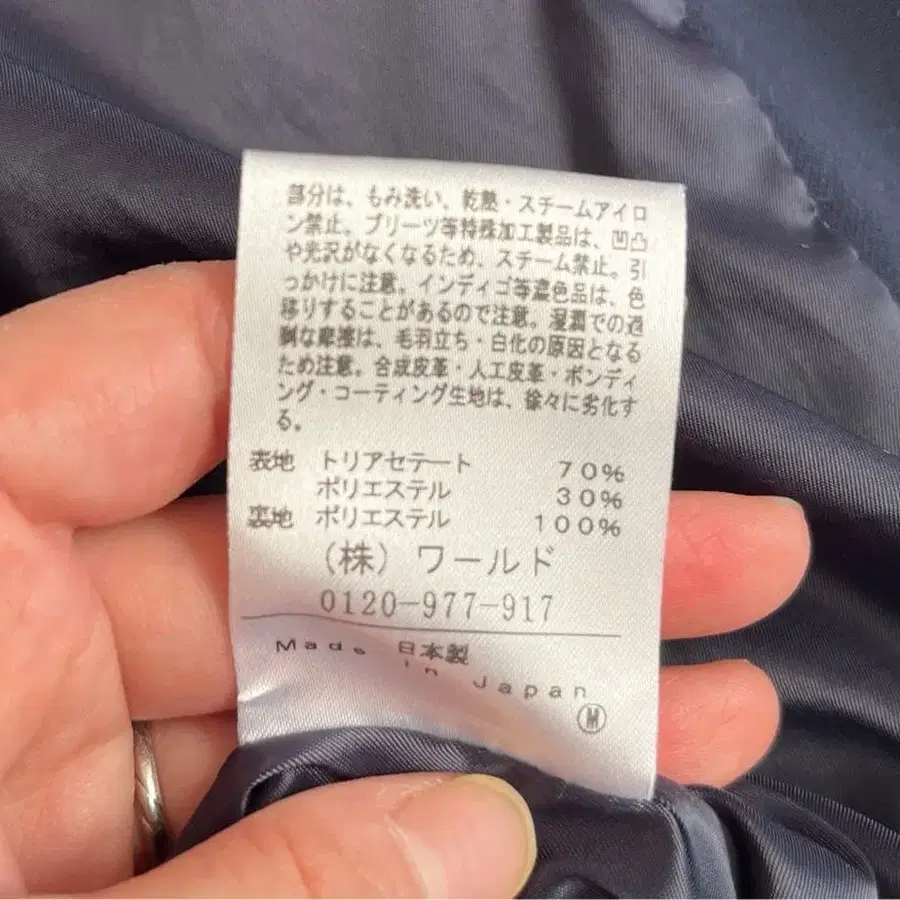 部分は、もみ洗い、乾熱・スチームアイロ
ン禁止。プリーツ等特殊加工製品は、凹凸
や光沢がなくなるため、スチーム禁止。引
っかけに注意。インディゴ等濃色品は、色
移りすることがあるので注意。湿潤での過
剰な摩擦は、毛羽立ち・白化の原因となる
ため注意。合成皮革・人工皮革・ボンディ
ング・コーティング生地は、徐々に劣化す
る。
表地 トリアセテート 70%
ポリエステル 30%
裏地 ポリエステル 100%
(株) ワールド
0120-977-917
日本製
Made in Japan
M